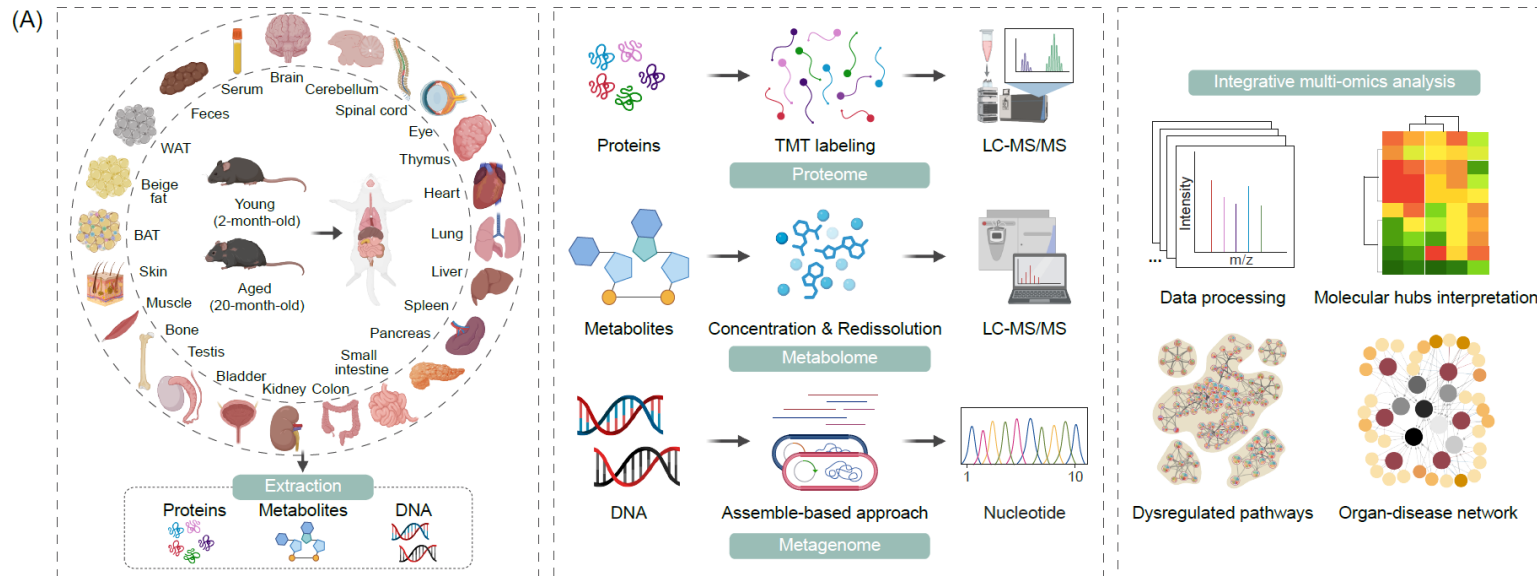 (A)
Brain
Cerebellum
Spinal cord
Eye
Thymus
Heart
Lung
Liver
Spleen
Pancreas
Small
intestine
Colon
Kidney
Bladder
Testis
Bone
Muscle
Skin
BAT
Beige
fat
WAT
Feces
Serum
Young
(2-month-old)
Aged
(20-month-old)
Extraction
Proteins
Metabolites
DNA
Proteins
TMT labeling
LC-MS/MS
Proteome
Metabolites
Concentration & Redissolution
LC-MS/MS
Metabolome
1
10
DNA
Assemble-based approach
Nucleotide
Metagenome
Integrative multi-omics analysis
Intensity
m/z
...
Data processing
Molecular hubs interpretation
Dysregulated pathways
Organ-disease network